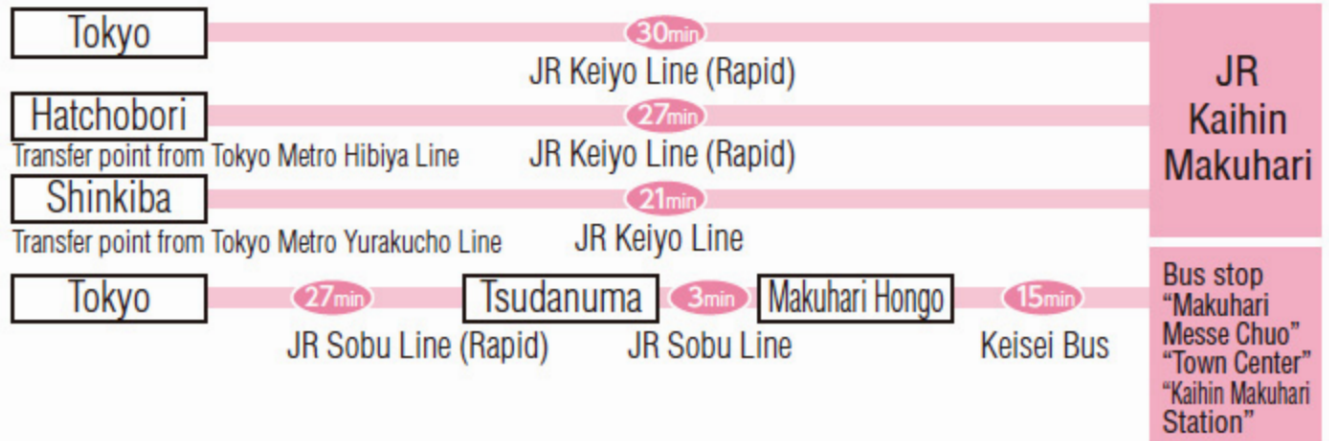 Tokyo
30min
JR Keiyo Line (Rapid)
Hatchobori
27min
Transfer point from Tokyo Metro Hibiya Line
JR Keiyo Line (Rapid)
Shinkiba
21min
Transfer point from Tokyo Metro Yurakucho Line
JR Keiyo Line
JR
Kaihin
Makuhari
Tokyo
27min
Tsudanuma
3min
Makuhari Hongo
15min
JR Sobu Line (Rapid)
JR Sobu Line
Keisei Bus
Bus stop
“Makuhari
Messe Chuo”
“Town Center”
“Kaihin Makuhari
Station”